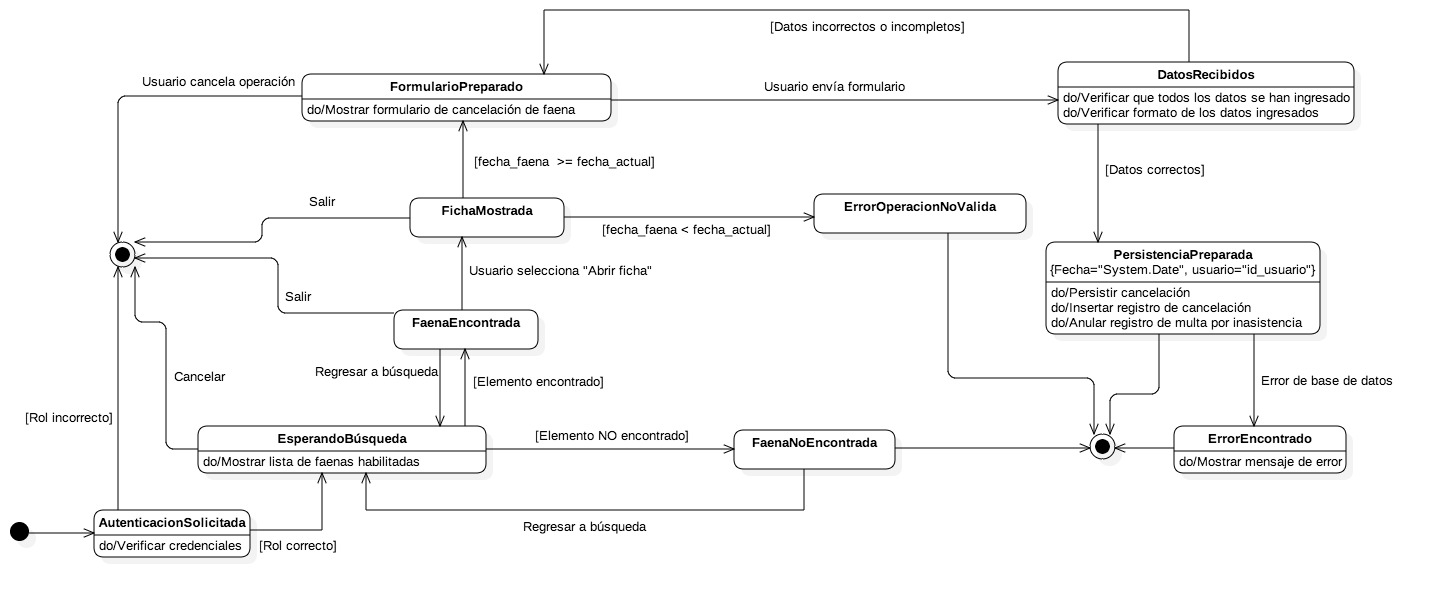 [Datos incorrectos o incompletos]
Usuario cancela operación
FormularioPreparado
do/Mostrar formulario de cancelación de faena
Usuario envía formulario
DatosRecibidos
do/Verificar que todos los datos se han ingresado
do/Verificar formato de los datos ingresados
[fecha_faena  >= fecha_actual]
[Datos correctos]
Salir
FichaMostrada
[fecha_faena < fecha_actual]
ErrorOperacionNoValida
PersistenciaPreparada
{Fecha="System.Date", usuario="id_usuario"}
do/Persistir cancelación
do/Insertar registro de cancelación
do/Anular registro de multa por inasistencia
Usuario selecciona "Abrir ficha"
Salir
FaenaEncontrada
Regresar a búsqueda
[Elemento encontrado]
Cancelar
Error de base de datos
[Rol incorrecto]
EsperandoBúsqueda
do/Mostrar lista de faenas habilitadas
[Elemento NO encontrado]
FaenaNoEncontrada
ErrorEncontrado
do/Mostrar mensaje de error
Regresar a búsqueda
AutenticacionSolicitada
do/Verificar credenciales
[Rol correcto]